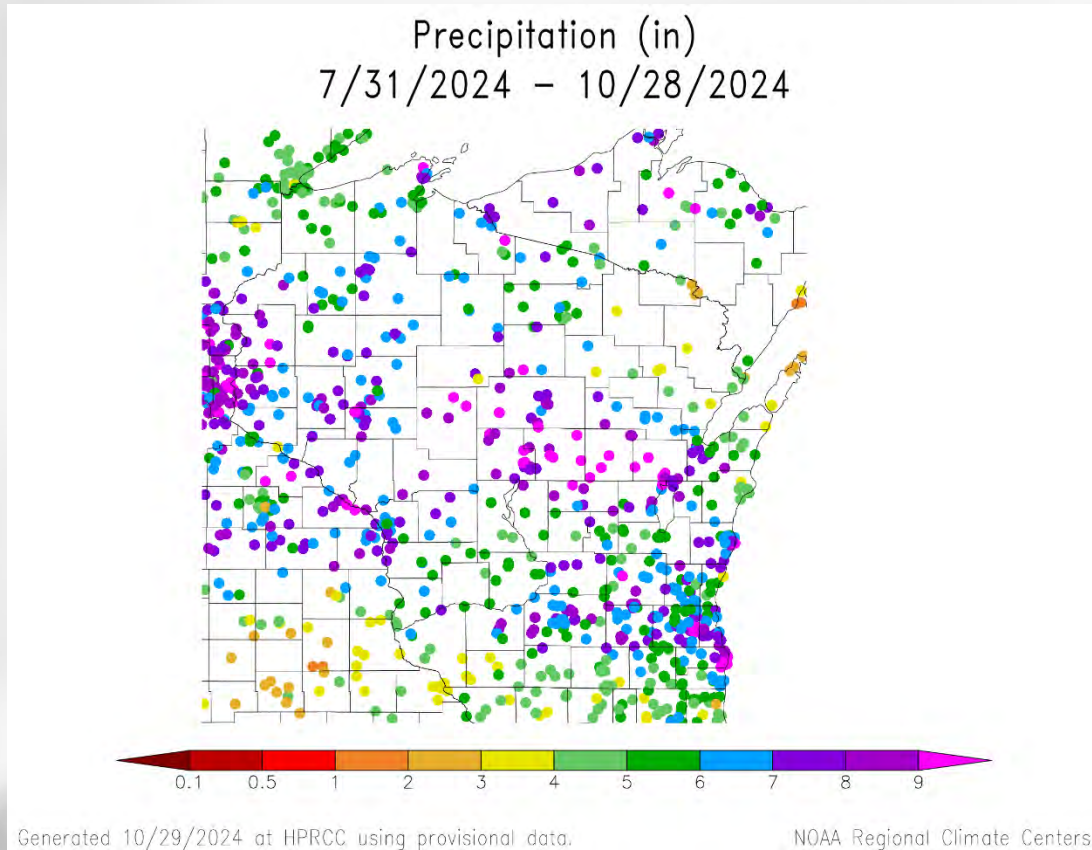 Precipitation (in)
7/31/2024 – 10/28/2024
0.1 0.5 1 2 3 4 5 6 7 8 9
Generated 10/29/2024 at HPRCC using provisional data.
NOAA Regional Climate Centers